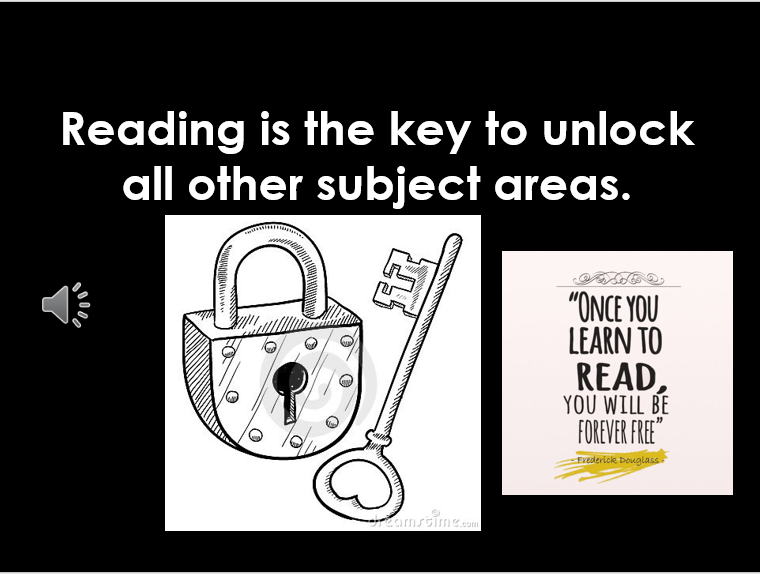 Reading is the key to unlock
all other subject areas.
“ONCE YOU
LEARN TO
READ,
YOU WILL BE
FOREVER FREE”
- Frederick Douglass -
dreamstime.com